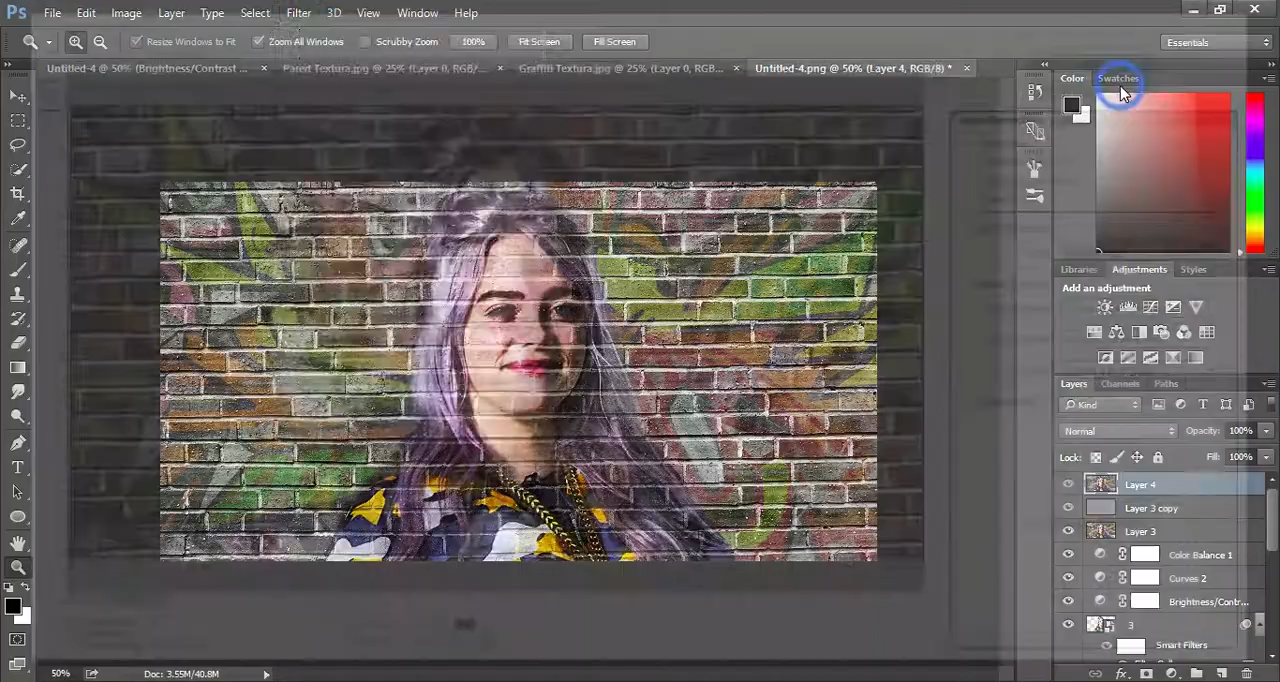 Ps File Edit Image Layer Type Select Filter 3D View Window Help
Resize Windows to Fit Zoom All Windows Scrubby Zoom 100% Fit Screen Fill Screen Essentials
Untitled-4 @ 50% (Brightness/Contrast ... Pared Textura.jpg @ 25% (Layer 0, RGB/... Graffiti Textura.jpg @ 25% (Layer 0, RGB... Untitled-4.png @ 50% (Layer 4, RGB/8) *
Color Swatches
Libraries Adjustments Styles
Add an adjustment
Layers Channels Paths
Kind
Normal Opacity: 100%
Lock: Fill: 100%
Layer 4
Layer 3 copy
Layer 3
Color Balance 1
Curves 2
Brightness/Contr...
3
Smart Filters
50% Doc: 3.55M/40.8M